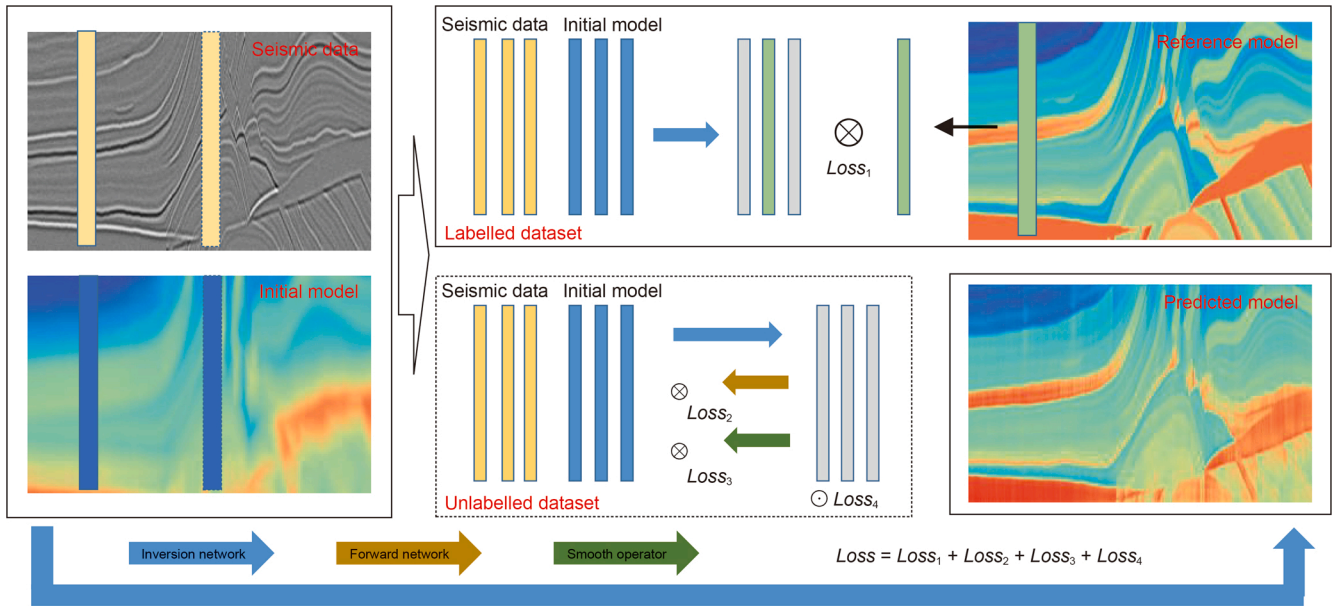 Seismic data
Initial model
Seismic data Initial model
Loss₁
Reference model
Labelled dataset
Seismic data Initial model
Loss₂
Loss₃
Loss₄
Unlabelled dataset
Predicted model
Inversion network
Forward network
Smooth operator
Loss = Loss₁ + Loss₂ + Loss₃ + Loss₄